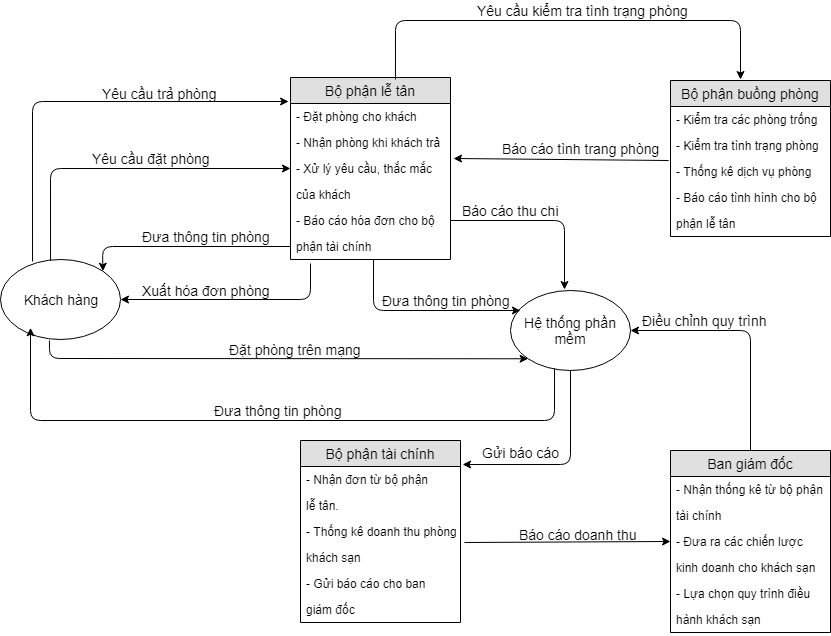 Yêu cầu kiểm tra tình trạng phòng
Yêu cầu trả phòng
Yêu cầu đặt phòng
Đưa thông tin phòng
Xuất hóa đơn phòng
Khách hàng
Bộ phận lễ tân
- Đặt phòng cho khách
- Nhận phòng khi khách trả
- Xử lý yêu cầu, thắc mắc
của khách
- Báo cáo hóa đơn cho bộ
phận tài chính
Bộ phận buồng phòng
- Kiểm tra các phòng trống
- Kiểm tra tình trạng phòng
- Thống kê dịch vụ phòng
- Báo cáo tình hình cho bộ
phận lễ tân
Báo cáo tình trang phòng
Báo cáo thu chi
Đưa thông tin phòng
Hệ thống phần
mềm
Điều chỉnh quy trình
Đặt phòng trên mạng
Đưa thông tin phòng
Gửi báo cáo
Bộ phận tài chính
- Nhận đơn từ bộ phận
lễ tân.
- Thống kê doanh thu phòng
khách sạn
- Gửi báo cáo cho ban
giám đốc
Báo cáo doanh thu
Ban giám đốc
- Nhận thống kê từ bộ phận
tài chính
- Đưa ra các chiến lược
kinh doanh cho khách sạn
- Lựa chọn quy trình điều
hành khách sạn